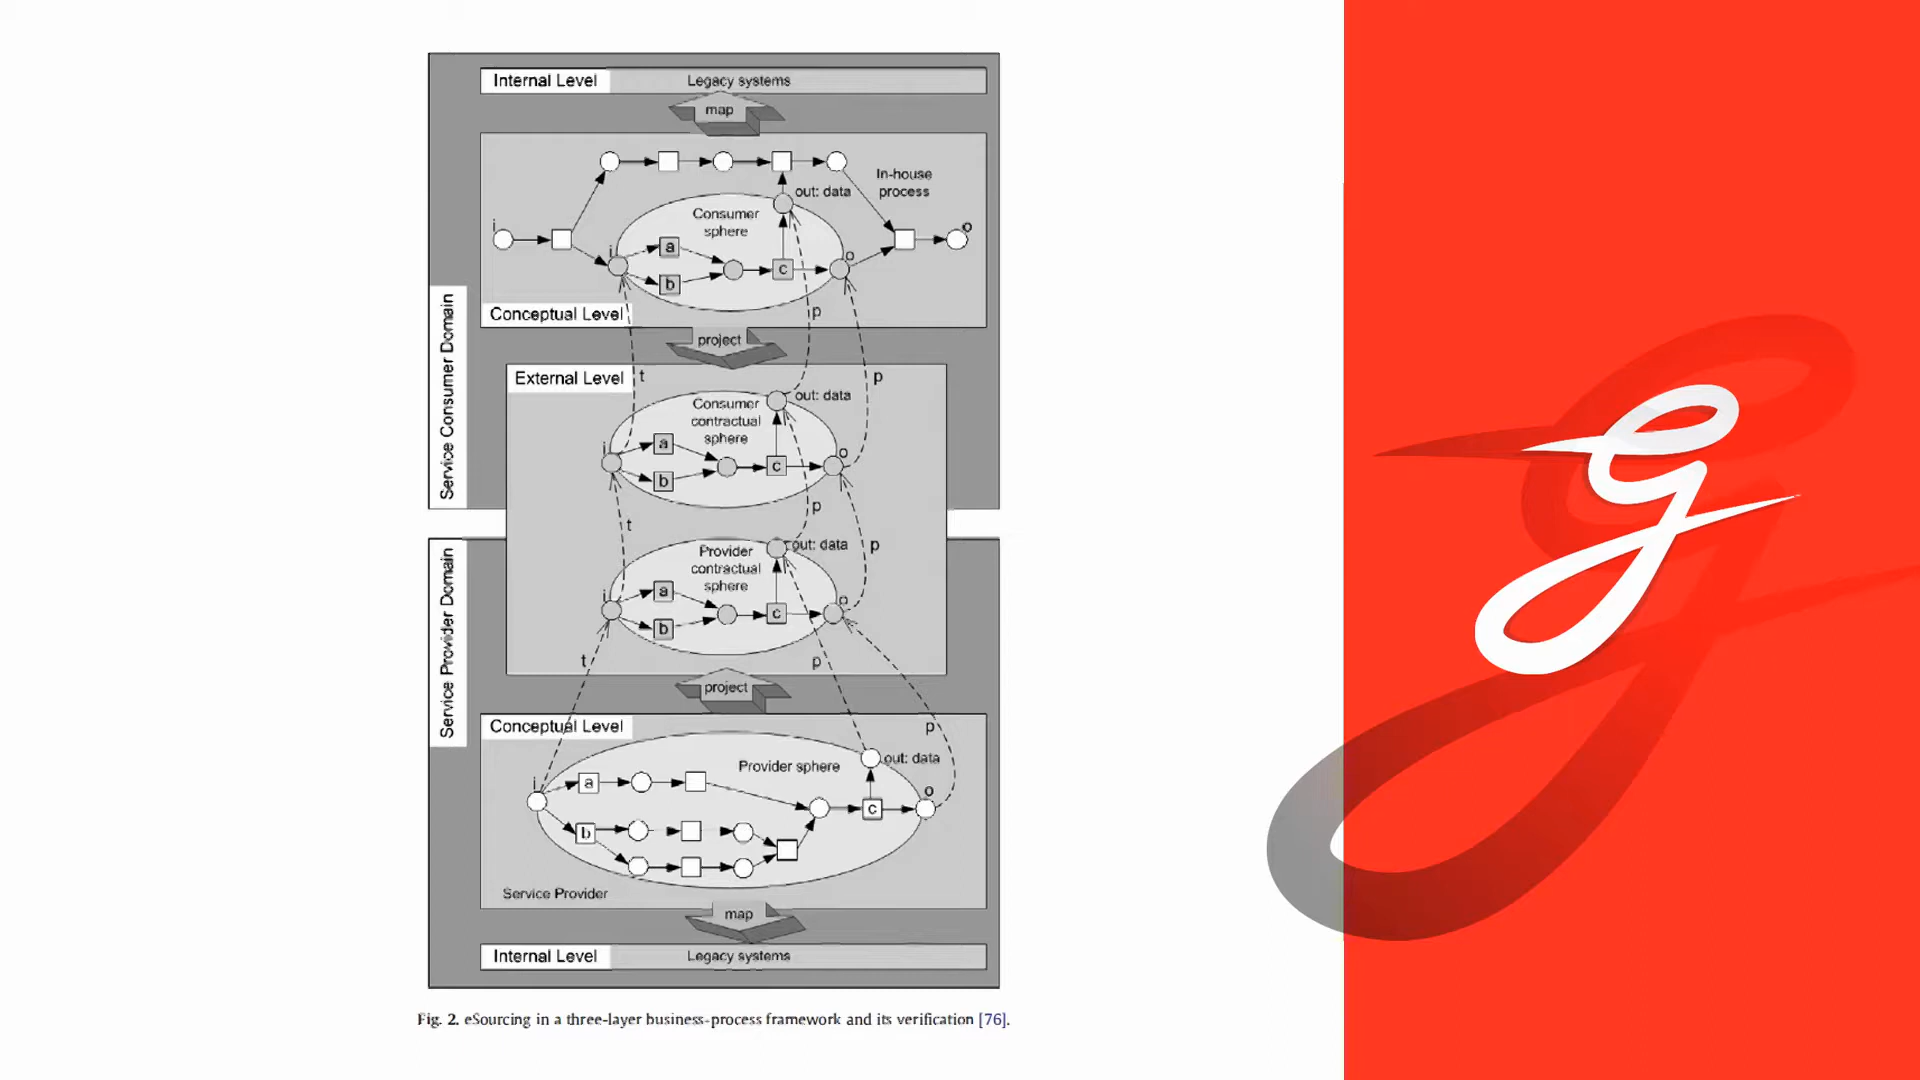 Internal Level
Legacy systems
map
In-house
process
out: data
Consumer
sphere
i
o
i
a
o
c
b
p
Conceptual Level
project
Service Consumer Domain
External Level
t
p
out: data
Consumer
contractual
sphere
i
a
o
c
b
p
t
Service Provider Domain
out: data
p
Provider
contractual
sphere
i
a
o
c
b
t
p
project
Conceptual Level
p
out: data
Provider sphere
i
a
o
c
b
Service Provider
map
Internal Level
Legacy systems
Fig. 2. eSourcing in a three-layer business-process framework and its verification [76].